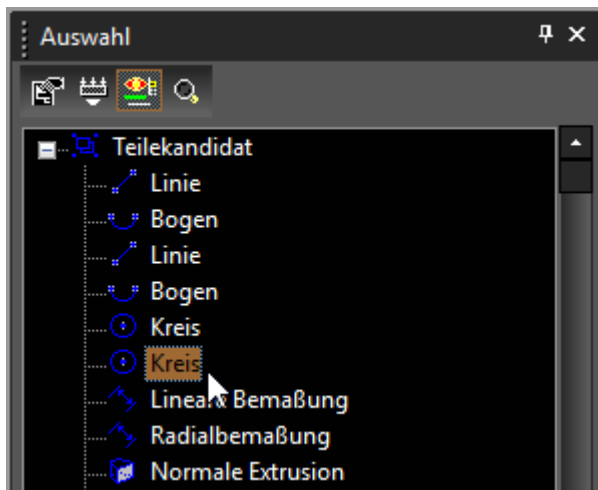 Auswahl
Teilekandidat
Linie
Bogen
Linie
Bogen
Kreis
Kreis
Lineare Bemaßung
Radialbemaßung
Normale Extrusion